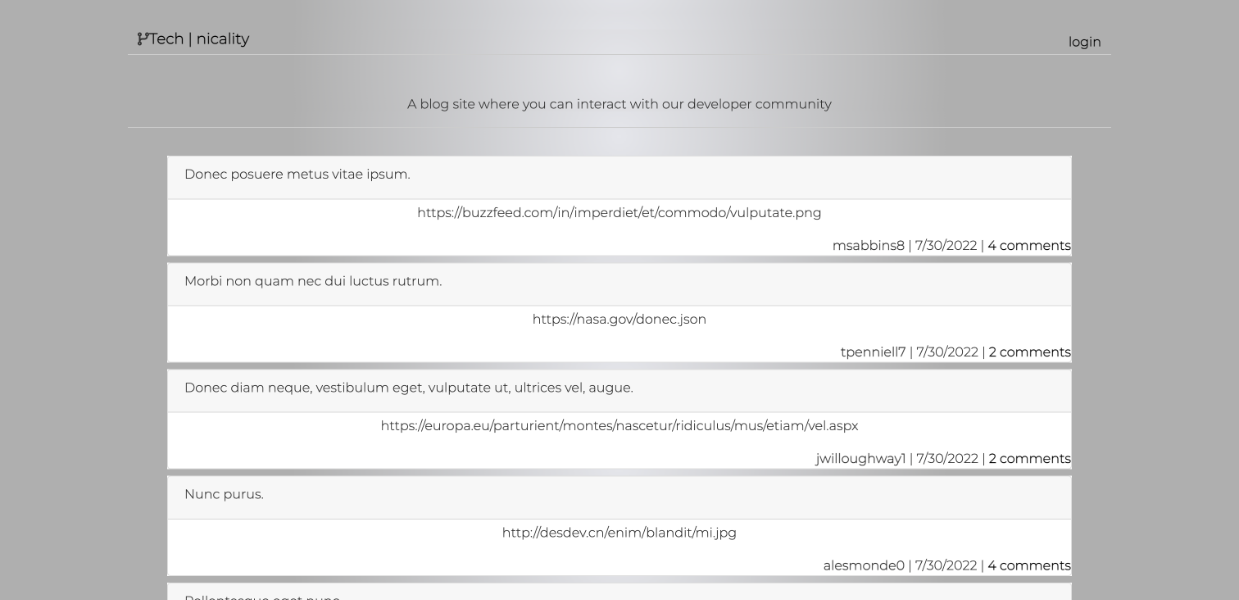 Tech | nicality
login
A blog site where you can interact with our developer community
Donec posuere metus vitae ipsum.
https://buzzfeed.com/in/imperdiet/et/commodo/vulputate.png
msabbins8 | 7/30/2022 | 4 comments
Morbi non quam nec dui luctus rutrum.
https://nasa.gov/donec.json
tpenniell7 | 7/30/2022 | 2 comments
Donec diam neque, vestibulum eget, vulputate ut, ultrices vel, augue.
https://europa.eu/parturient/montes/nascetur/ridiculus/mus/etiam/vel.aspx
jwilloughway1 | 7/30/2022 | 2 comments
Nunc purus.
http://desdev.cn/enim/blandit/mi.jpg
alesmonde0 | 7/30/2022 | 4 comments
Pellentesque eget nunc.